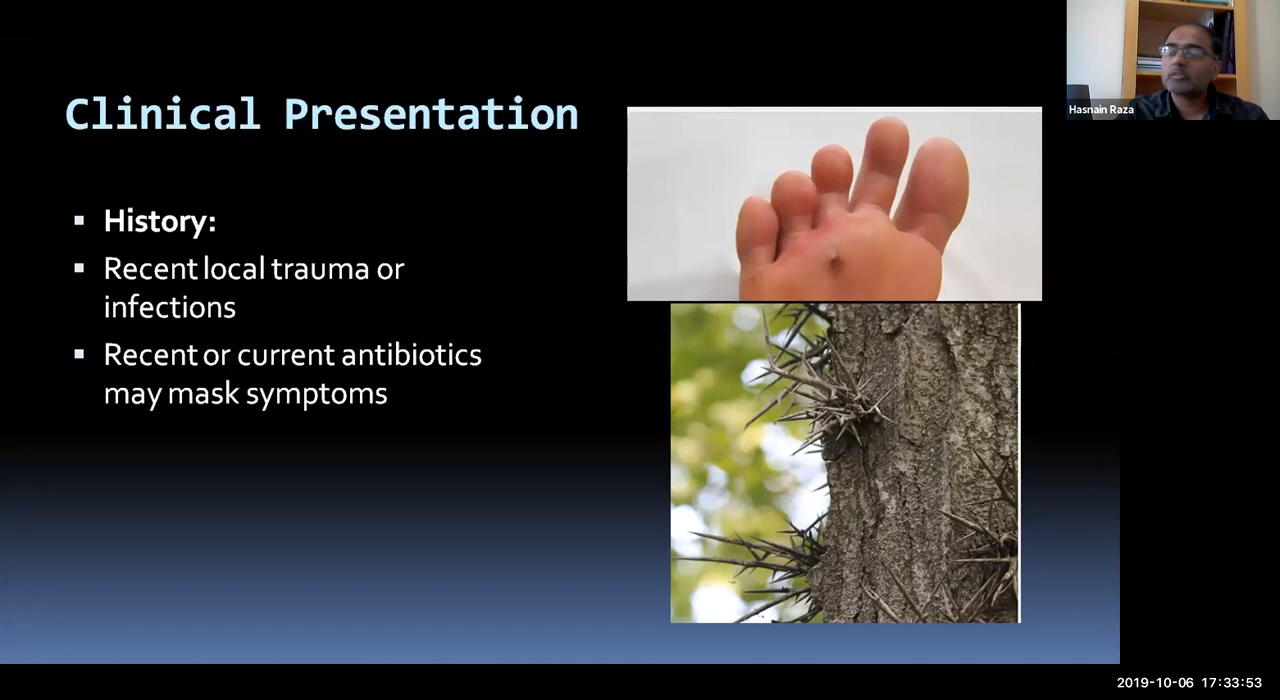 Clinical Presentation
History:
Recent local trauma or
infections
Recent or current antibiotics
may mask symptoms
Hasnain Raza
2019-10-06 17:33:53